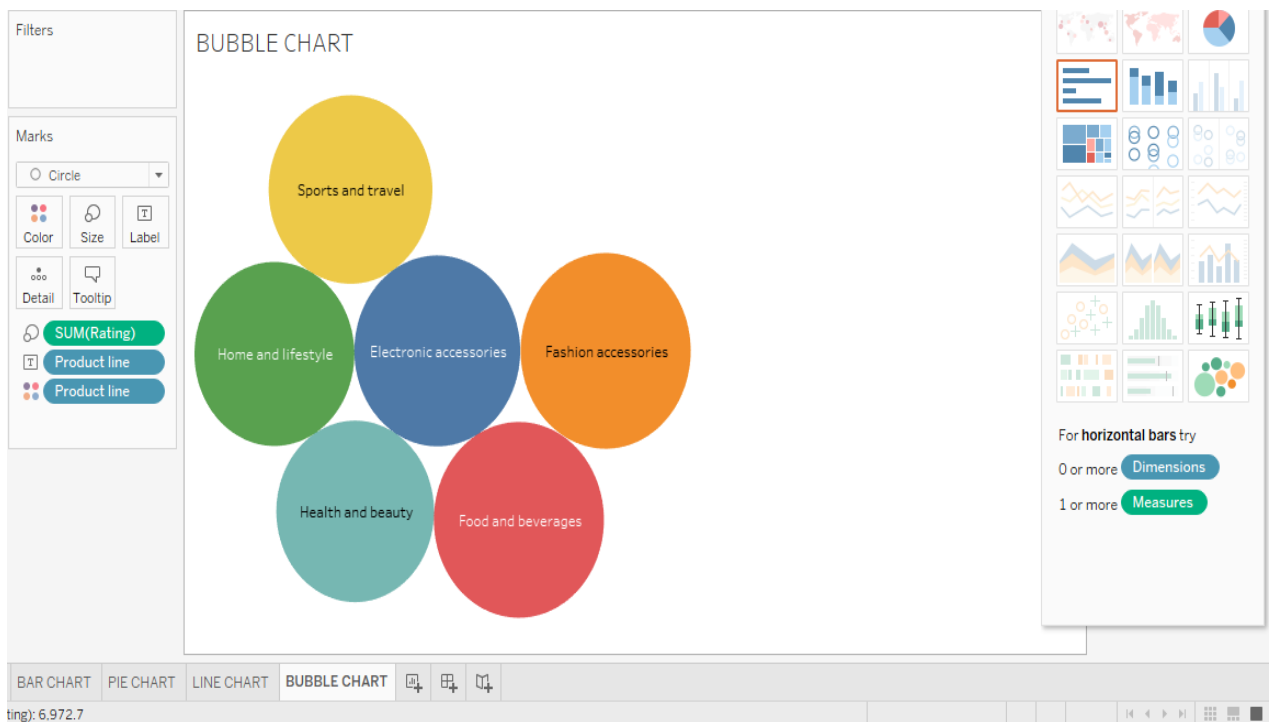 Filters
BUBBLE CHART
Marks
Circle
Color Size Label
Detail Tooltip
SUM(Rating)
Product line
Product line
Sports and travel
Home and lifestyle
Electronic accessories
Fashion accessories
Health and beauty
Food and beverages
For horizontal bars try
0 or more Dimensions
1 or more Measures
BAR CHART PIE CHART LINE CHART BUBBLE CHART
ting): 6,972.7